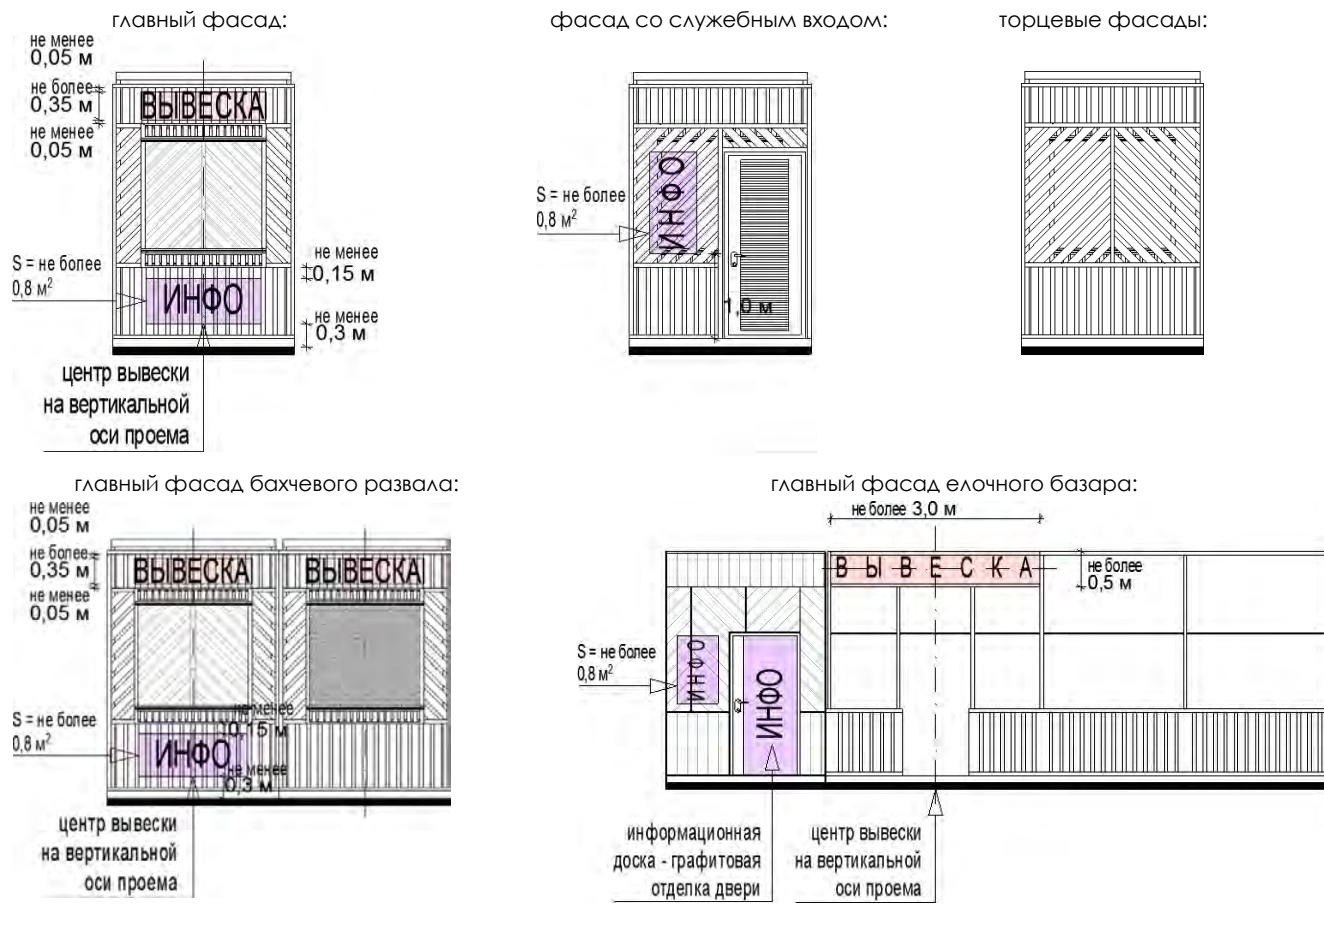 главный фасад:
не менее
0,05 м
не более
0,35 м
не менее
0,05 м
ВЫВЕСКА
S = не более
0,8 м²
ИНФО
не менее
0,15 м
не менее
0,3 м
центр вывески
на вертикальной
оси проема
фасад со служебным входом:
S = не более
0,8 м²
ИНФО
1,0 м
торцевые фасады:
главный фасад бахчевого развала:
не менее
0,05 м
не более
0,35 м
не менее
0,05 м
ВЫВЕСКА
ВЫВЕСКА
S = не более
0,8 м²
ИНФО
не менее
0,15 м
не менее
0,3 м
центр вывески
на вертикальной
оси проема
главный фасад елочного базара:
не более 3,0 м
ВЫВЕСКА
не более
0,5 м
S = не более
0,8 м²
ИНФО
ИНФО
информационная
доска - графитовая
отделка двери
центр вывески
на вертикальной
оси проема